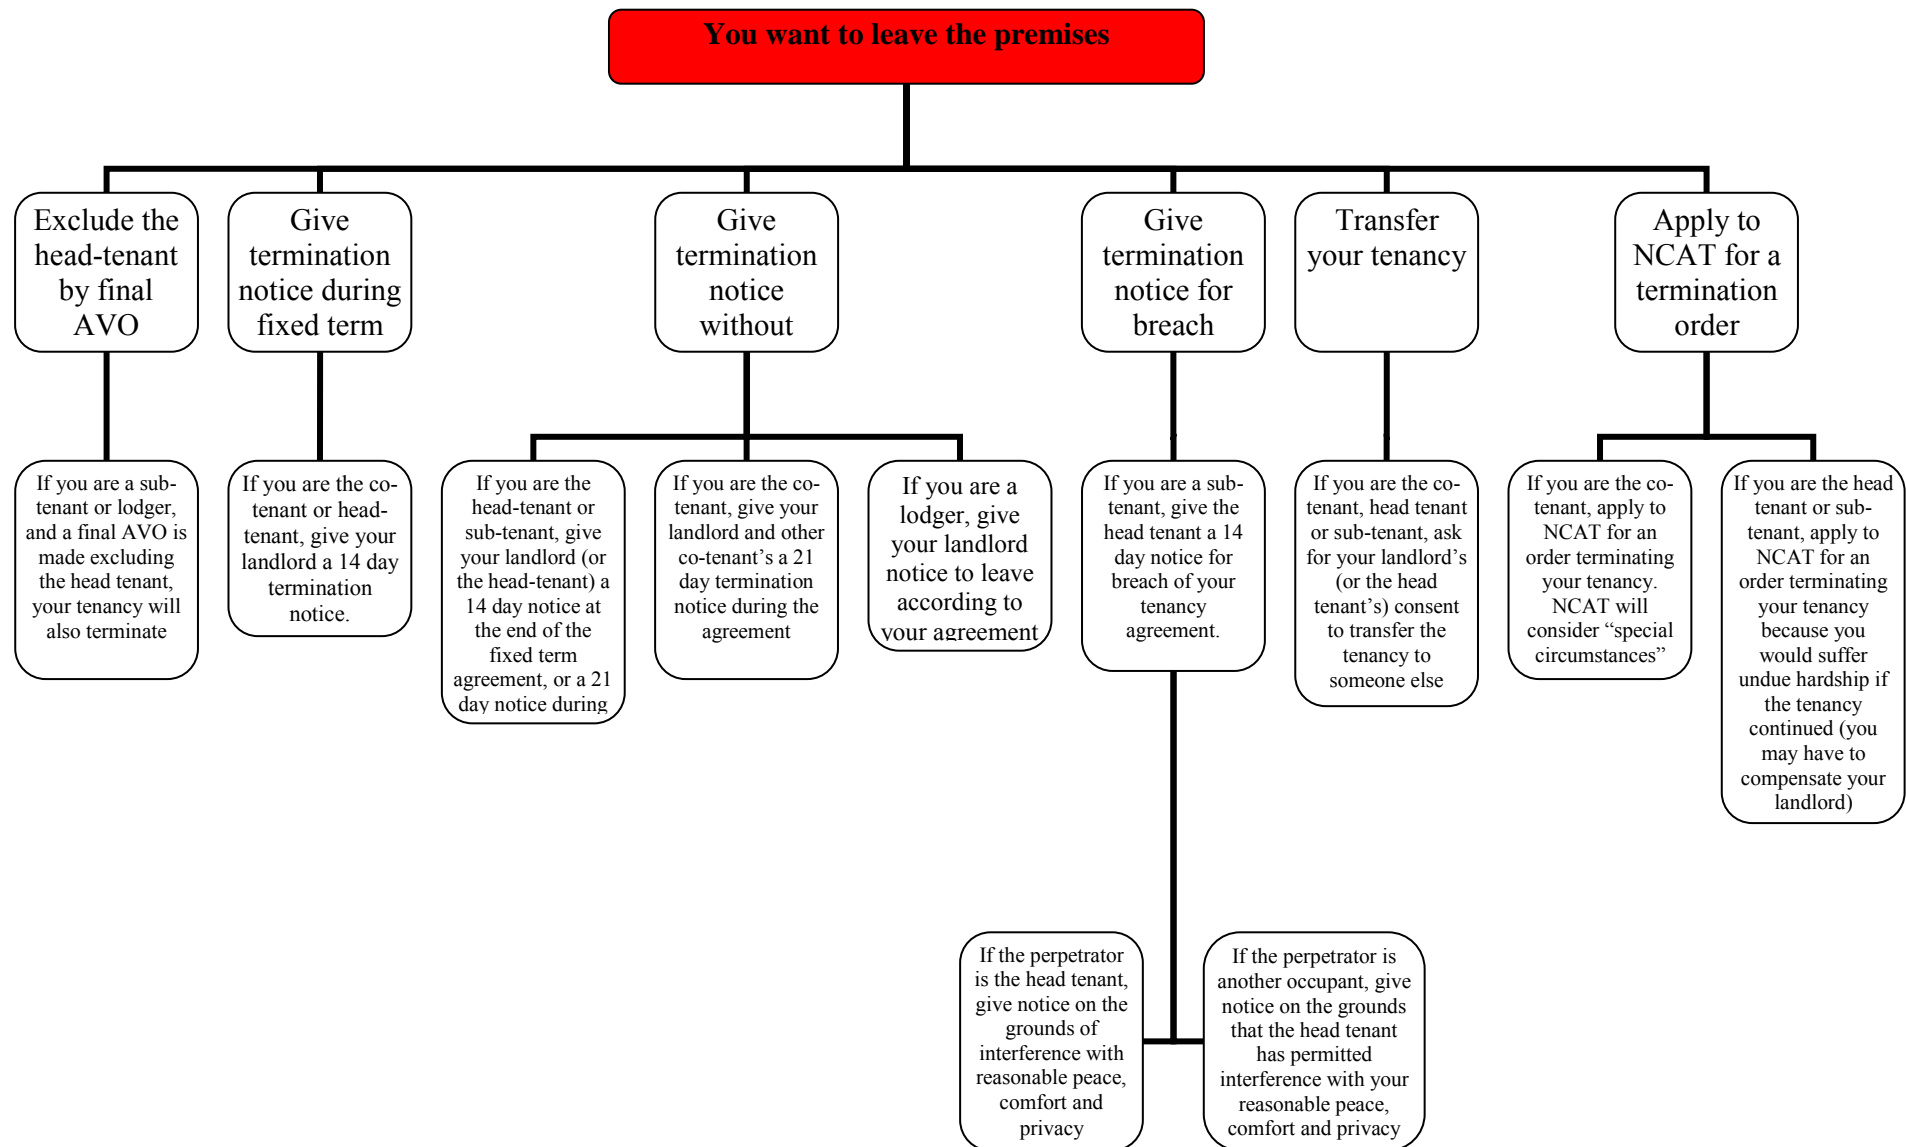 You want to leave the premises
Exclude the
head-tenant
by final
AVO
Give
termination
notice during
fixed term
Give
termination
notice
without
Give
termination
notice for
breach
Transfer
your tenancy
Apply to
NCAT for a
termination
order
If you are a sub-
tenant or lodger,
and a final AVO is
made excluding
the head tenant,
your tenancy will
also terminate
If you are the co-
tenant or head-
tenant, give your
landlord a 14 day
termination
notice.
If you are the
head-tenant or
sub-tenant, give
your landlord (or
the head-tenant) a
14 day notice at
the end of the
fixed term
agreement, or a 21
day notice during
If you are the co-
tenant, give your
landlord and other
co-tenant’s a 21
day termination
notice during the
agreement
If you are a
lodger, give
your landlord
notice to leave
according to
your agreement
If you are a sub-
tenant, give the
head tenant a 14
day notice for
breach of your
tenancy
agreement.
If you are the co-
tenant, head tenant
or sub-tenant, ask
for your landlord’s
(or the head
tenant’s) consent
to transfer the
tenancy to
someone else
If you are the co-
tenant, apply to
NCAT for an
order terminating
your tenancy.
NCAT will
consider “special
circumstances”
If you are the head
tenant or sub-
tenant, apply to
NCAT for an
order terminating
your tenancy
because you
would suffer
undue hardship if
the tenancy
continued (you
may have to
compensate your
landlord)
If the perpetrator
is the head tenant,
give notice on the
grounds of
interference with
reasonable peace,
comfort and
privacy
If the perpetrator is
another occupant, give
notice on the grounds
that the head tenant
has permitted
interference with your
reasonable peace,
comfort and privacy